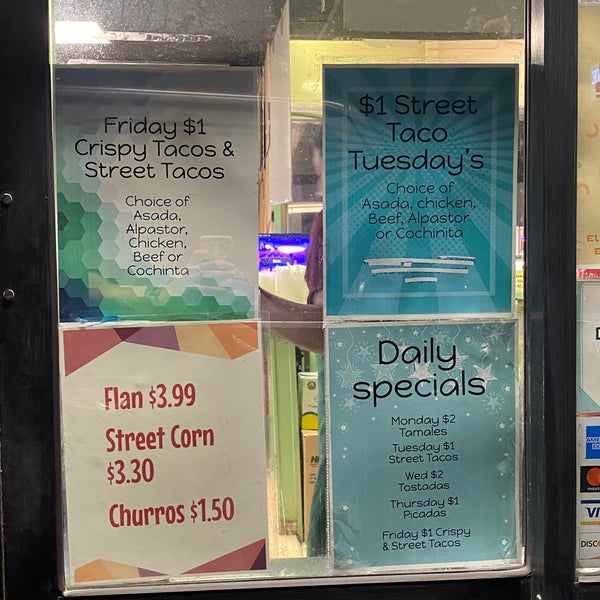 Friday $1
Crispy Tacos &
Street Tacos
Choice of
Asada,
Alpastor,
Chicken,
Beef or
Cochinta
$1 Street
Taco
Tuesday's
Choice of
Asada, chicken,
Beef, Alpastor
or Cochinita
Flan $3.99
Street Corn
$3.30
Churros $1.50
Daily
specials
Monday $2
Tamales
Tuesday $1
Street Tacos
Wed $2
Tostadas
Thursday $1
Picadas
Friday $1 Crispy
& Street Tacos